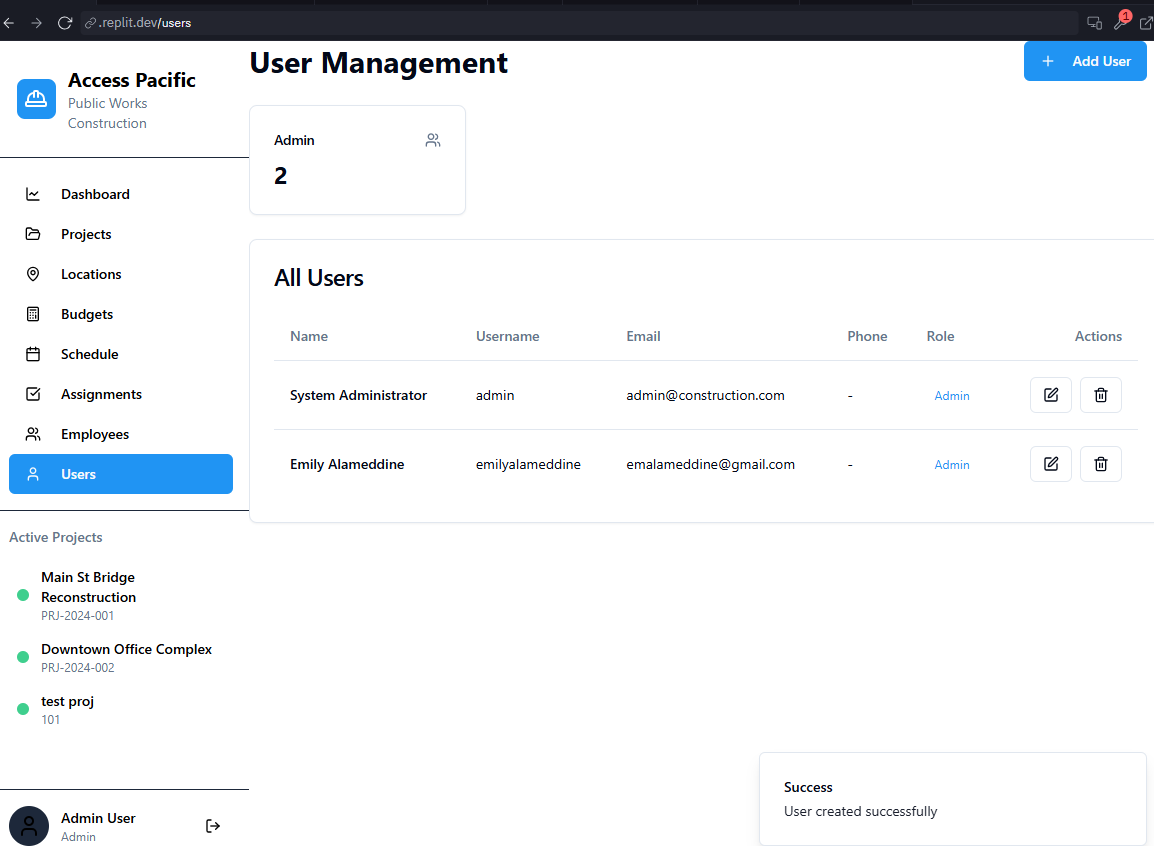 .replit.dev/users
1
Access Pacific
Public Works
Construction
Dashboard
Projects
Locations
Budgets
Schedule
Assignments
Employees
Users
Active Projects
Main St Bridge
Reconstruction
PRJ-2024-001
Downtown Office Complex
PRJ-2024-002
test proj
101
Admin User
Admin
User Management
Add User
Admin
2
All Users
Name Username Email Phone Role Actions
System Administrator admin admin@construction.com - Admin
Emily Alameddine emilyalameddine emalameddine@gmail.com - Admin
Success
User created successfully